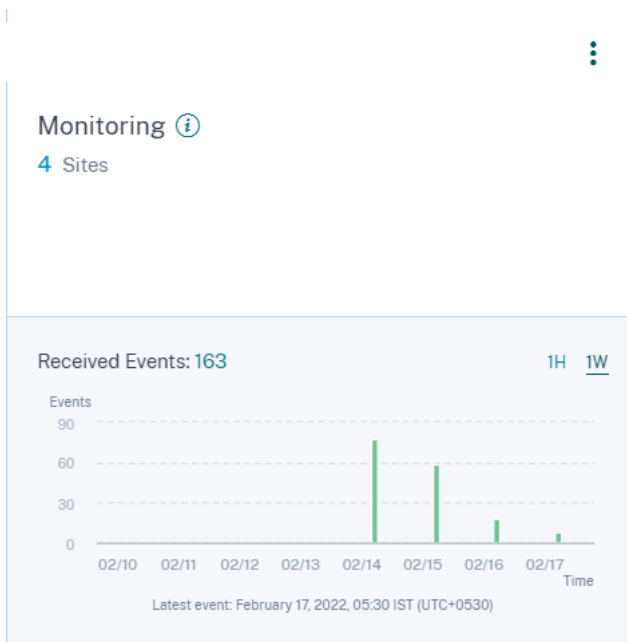 Monitoring
4 Sites
Received Events: 163 1H 1W
Events
90
60
30
0
02/10 02/11 02/12 02/13 02/14 02/15 02/16 02/17
Time
Latest event: February 17, 2022, 05:30 IST (UTC+0530)